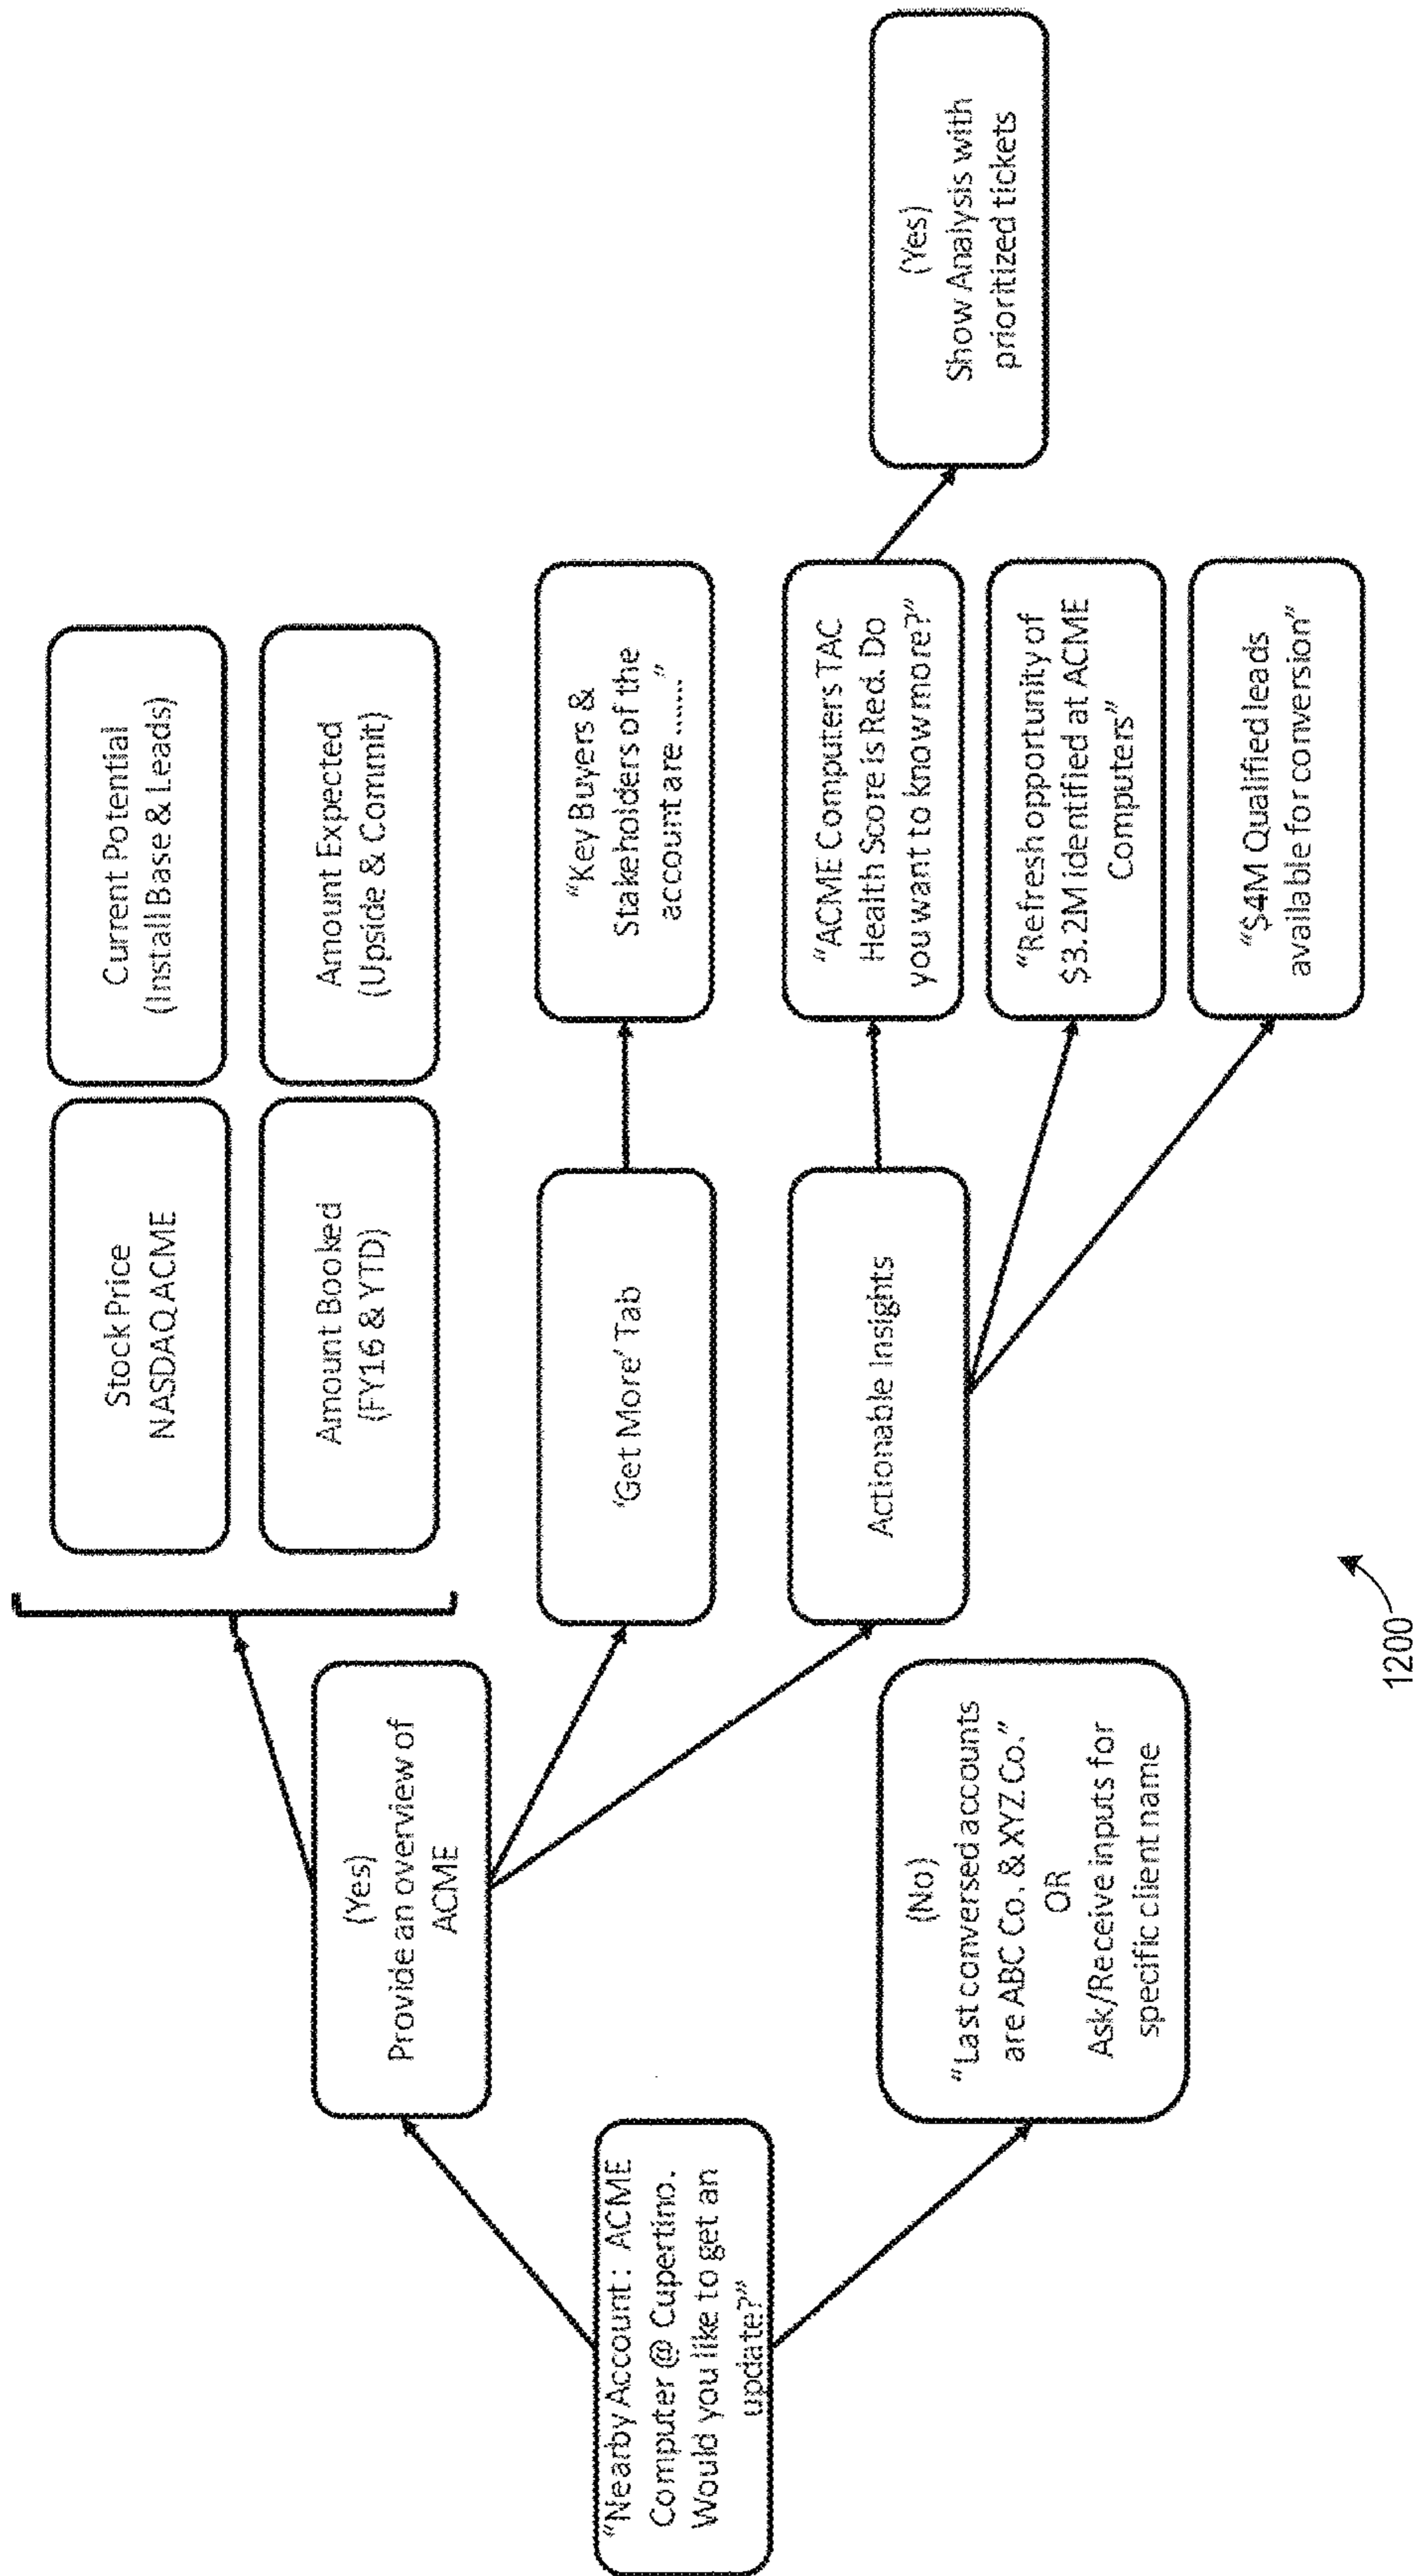 "Nearby Account: ACME
Computer @ Cupertino.
Would you like to get an
update?"
(Yes)
Provide an overview of
ACME
(No)
"Last conversed accounts
are ABC Co. & XYZ Co."
OR
Ask/Receive inputs for
specific client name
Stock Price
NASDAQ ACME
Current Potential
(Install Base & Leads)
Amount Booked
(FY16 & YTD)
Amount Expected
(Upside & Commit)
'Get More' Tab
"Key Buyers &
Stakeholders of the
account are ......."
Actionable Insights
"ACME Computers TAC
Health Score is Red. Do
you want to know more?"
"Refresh opportunity of
$3.2M identified at ACME
Computers"
"$4M Qualified leads
available for conversion"
(Yes)
Show Analysis with
prioritized tickets
1200